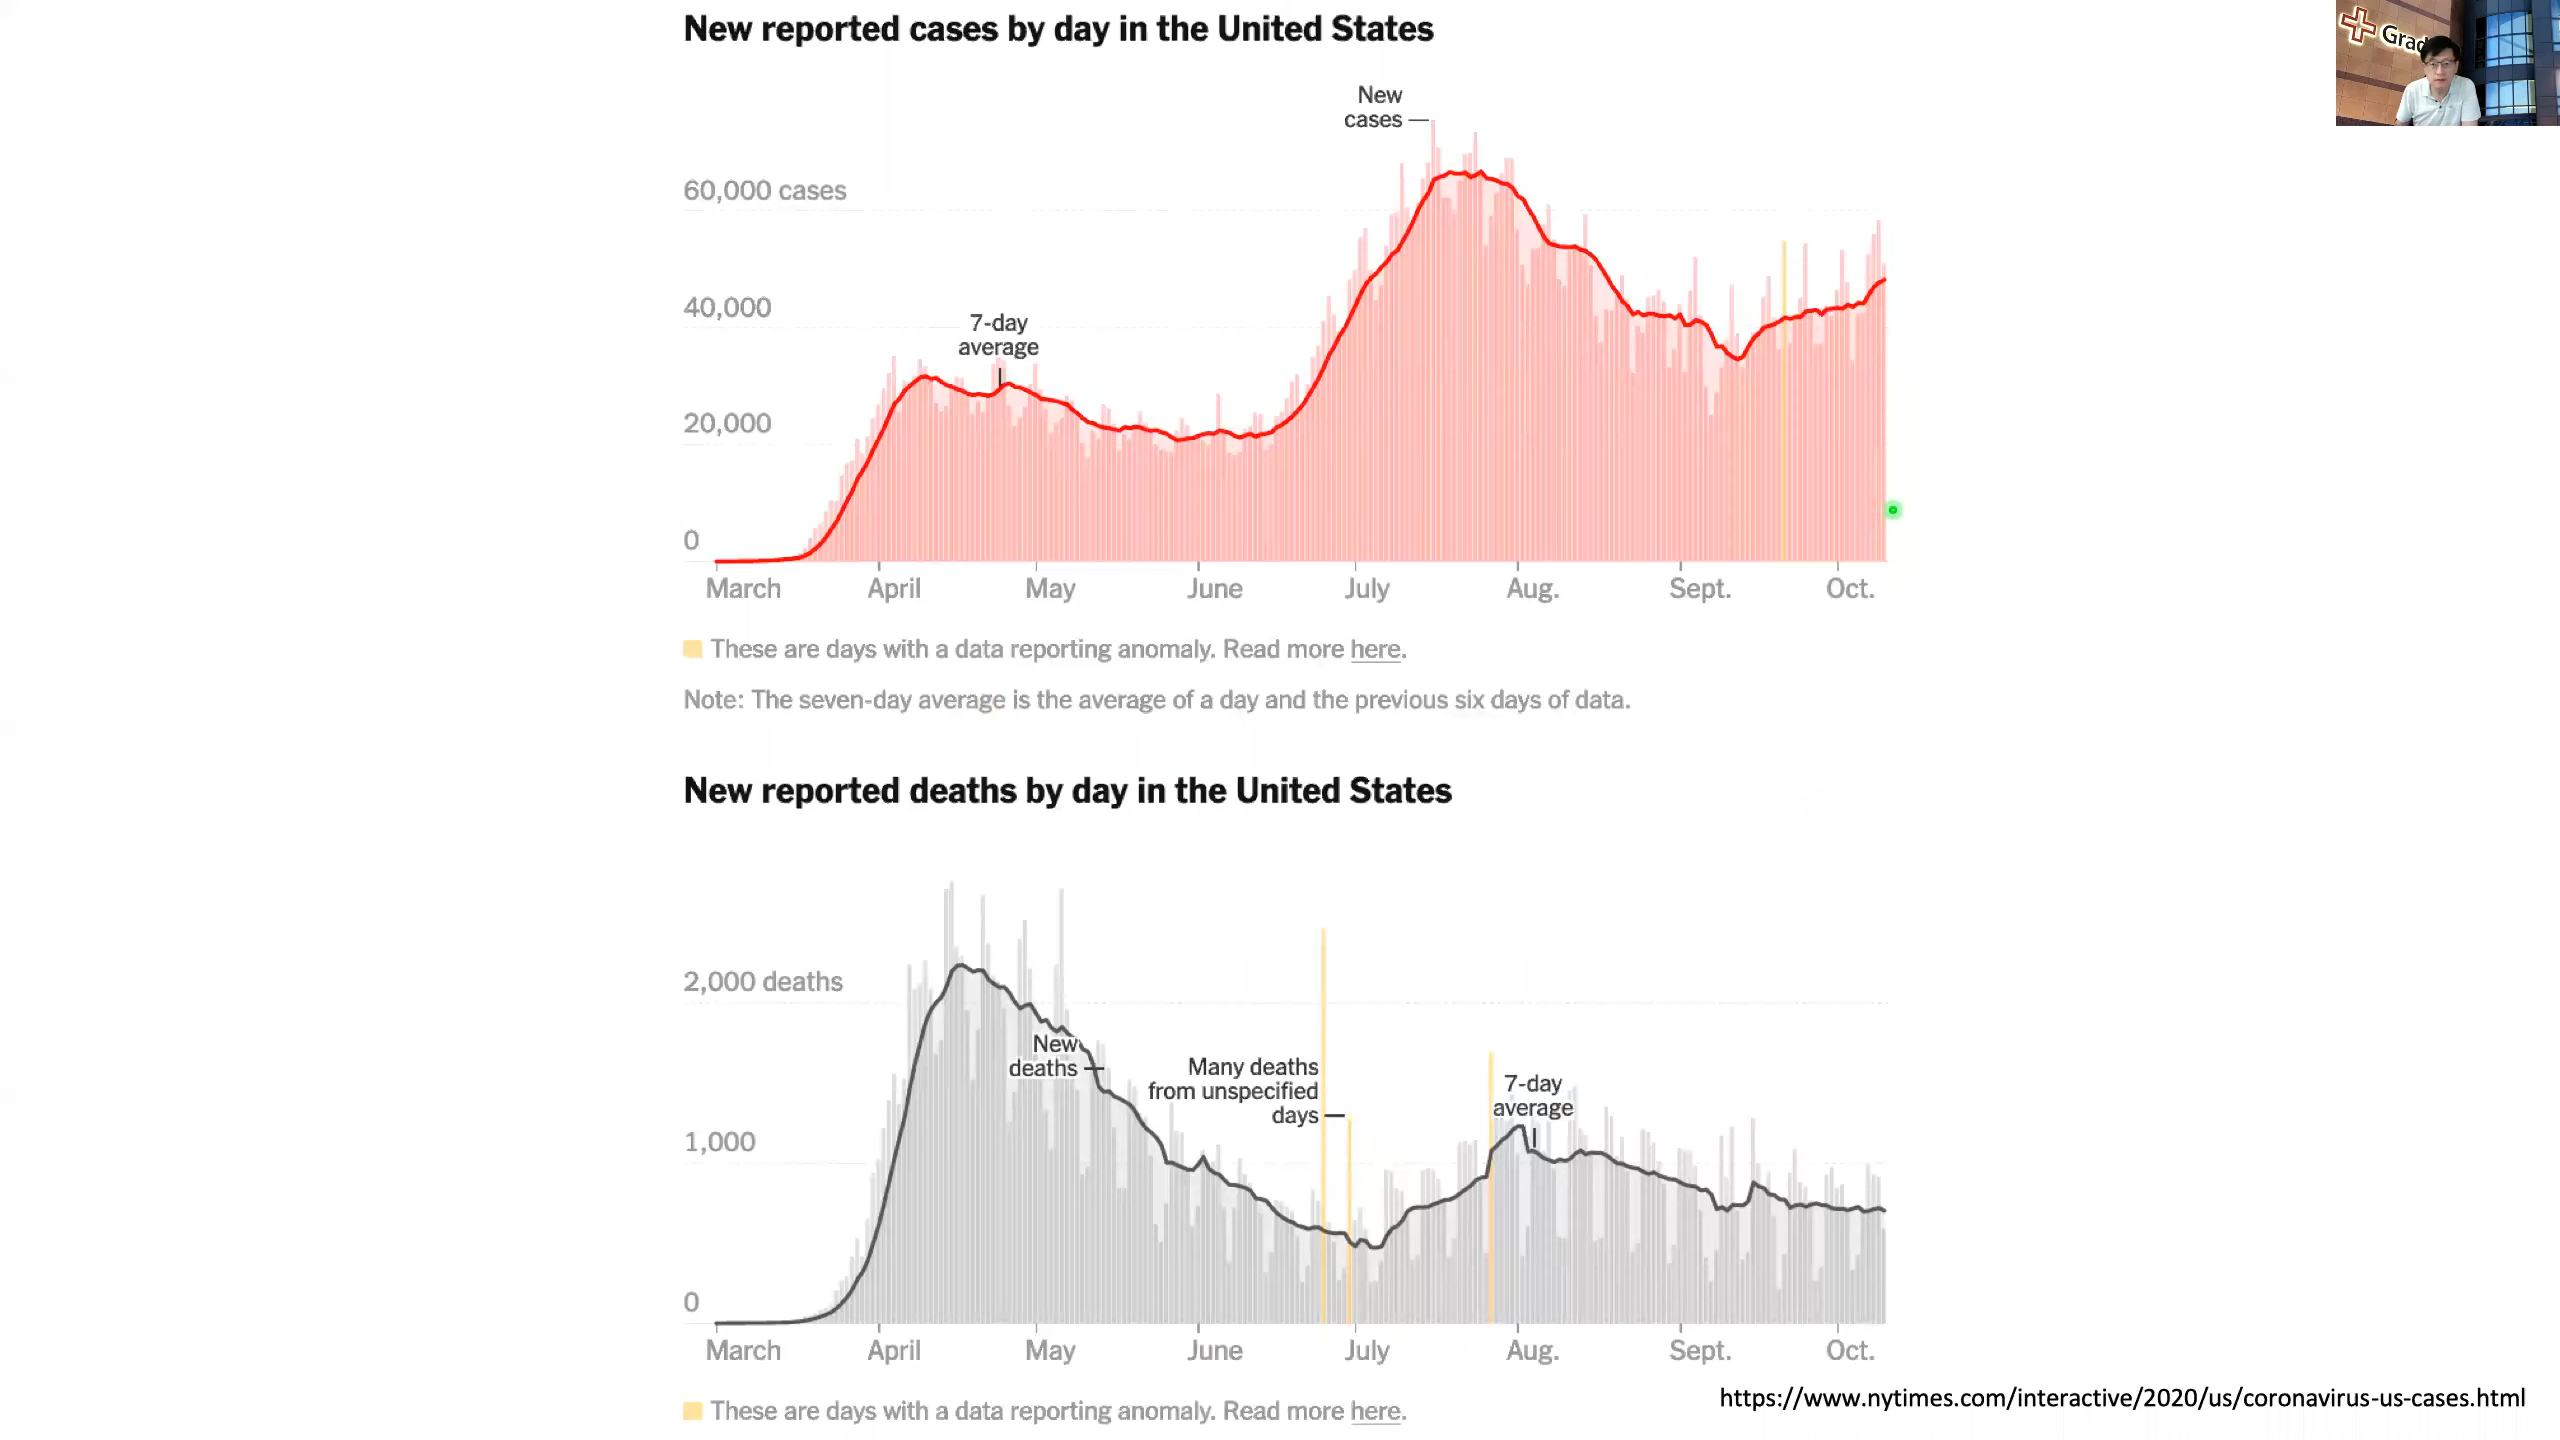 New reported cases by day in the United States
Grad
New
cases
60,000 cases
40,000
7-day
average
20,000
0
March April May June July Aug. Sept. Oct.
These are days with a data reporting anomaly. Read more here.
Note: The seven-day average is the average of a day and the previous six days of data.
New reported deaths by day in the United States
2,000 deaths
New
deaths
Many deaths
from unspecified
days
7-day
average
1,000
0
March April May June July Aug. Sept. Oct.
https://www.nytimes.com/interactive/2020/us/coronavirus-us-cases.html
These are days with a data reporting anomaly. Read more here.